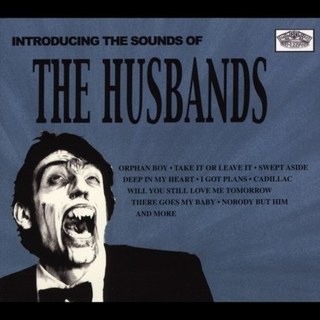 INTRODUCING THE SOUNDS OF
THE HUSBANDS
ORPHAN BOY • TAKE IT OR LEAVE IT • SWEPT ASIDE
DEEP IN MY HEART • I GOT PLANS • CADILLAC
WILL YOU STILL LOVE ME TOMORROW
THERE GOES MY BABY • NOBODY BUT HIM
AND MORE